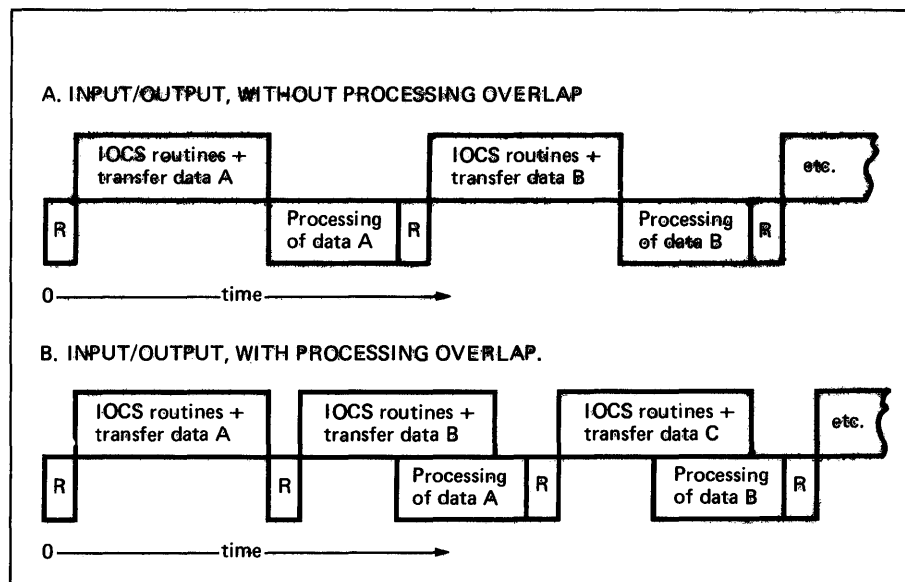 A. INPUT/OUTPUT, WITHOUT PROCESSING OVERLAP
IOCS routines +
transfer data A
IOCS routines +
transfer data B
etc.
R
Processing
of data A
R
Processing
of data B
R
0
time
B. INPUT/OUTPUT, WITH PROCESSING OVERLAP.
IOCS routines +
transfer data A
IOCS routines +
transfer data B
IOCS routines +
transfer data C
etc.
R
R
Processing
of data A
R
Processing
of data B
R
0
time